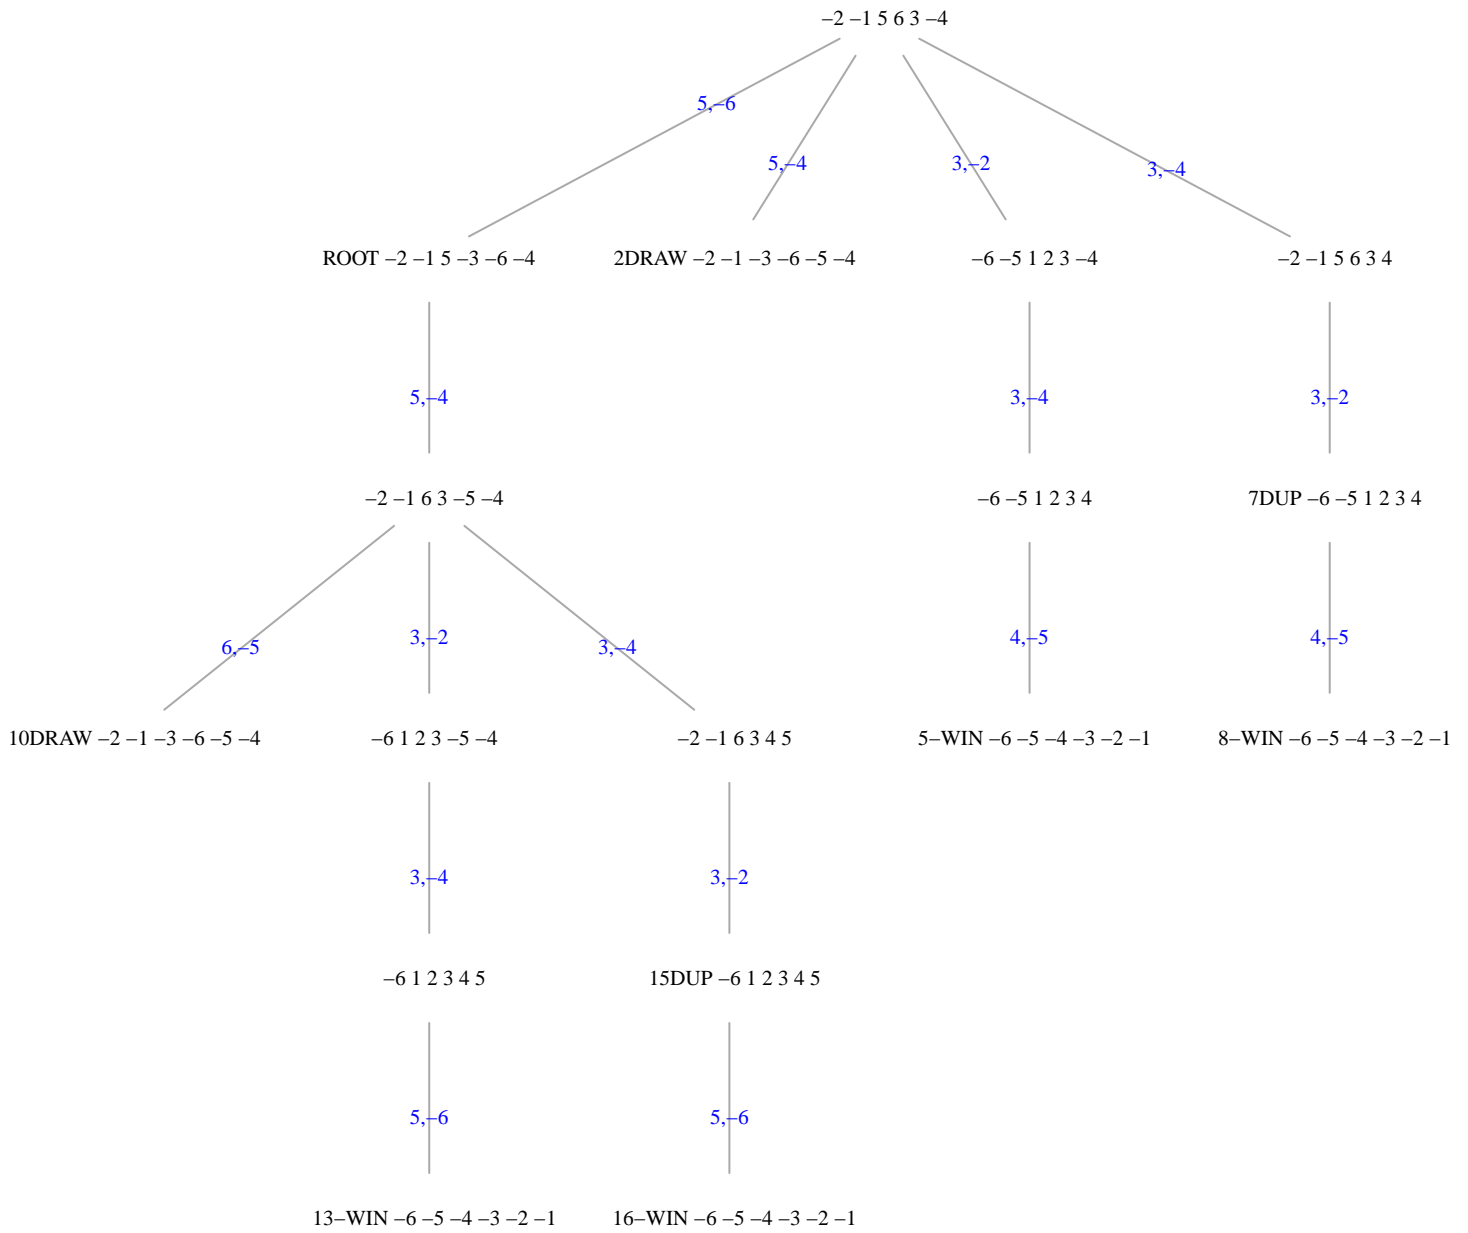 –2 –1 5 6 3 –4
5,–6
5,–4
3,–2
3,–4
ROOT –2 –1 5 –3 –6 –4
2DRAW –2 –1 –3 –6 –5 –4
–6 –5 1 2 3 –4
–2 –1 5 6 3 4
5,–4
3,–4
3,–2
–2 –1 6 3 –5 –4
–6 –5 1 2 3 4
7DUP –6 –5 1 2 3 4
6,–5
3,–2
3,–4
4,–5
4,–5
10DRAW –2 –1 –3 –6 –5 –4
–6 1 2 3 –5 –4
–2 –1 6 3 4 5
5–WIN –6 –5 –4 –3 –2 –1
8–WIN –6 –5 –4 –3 –2 –1
3,–4
3,–2
–6 1 2 3 4 5
15DUP –6 1 2 3 4 5
5,–6
5,–6
13–WIN –6 –5 –4 –3 –2 –1
16–WIN –6 –5 –4 –3 –2 –1